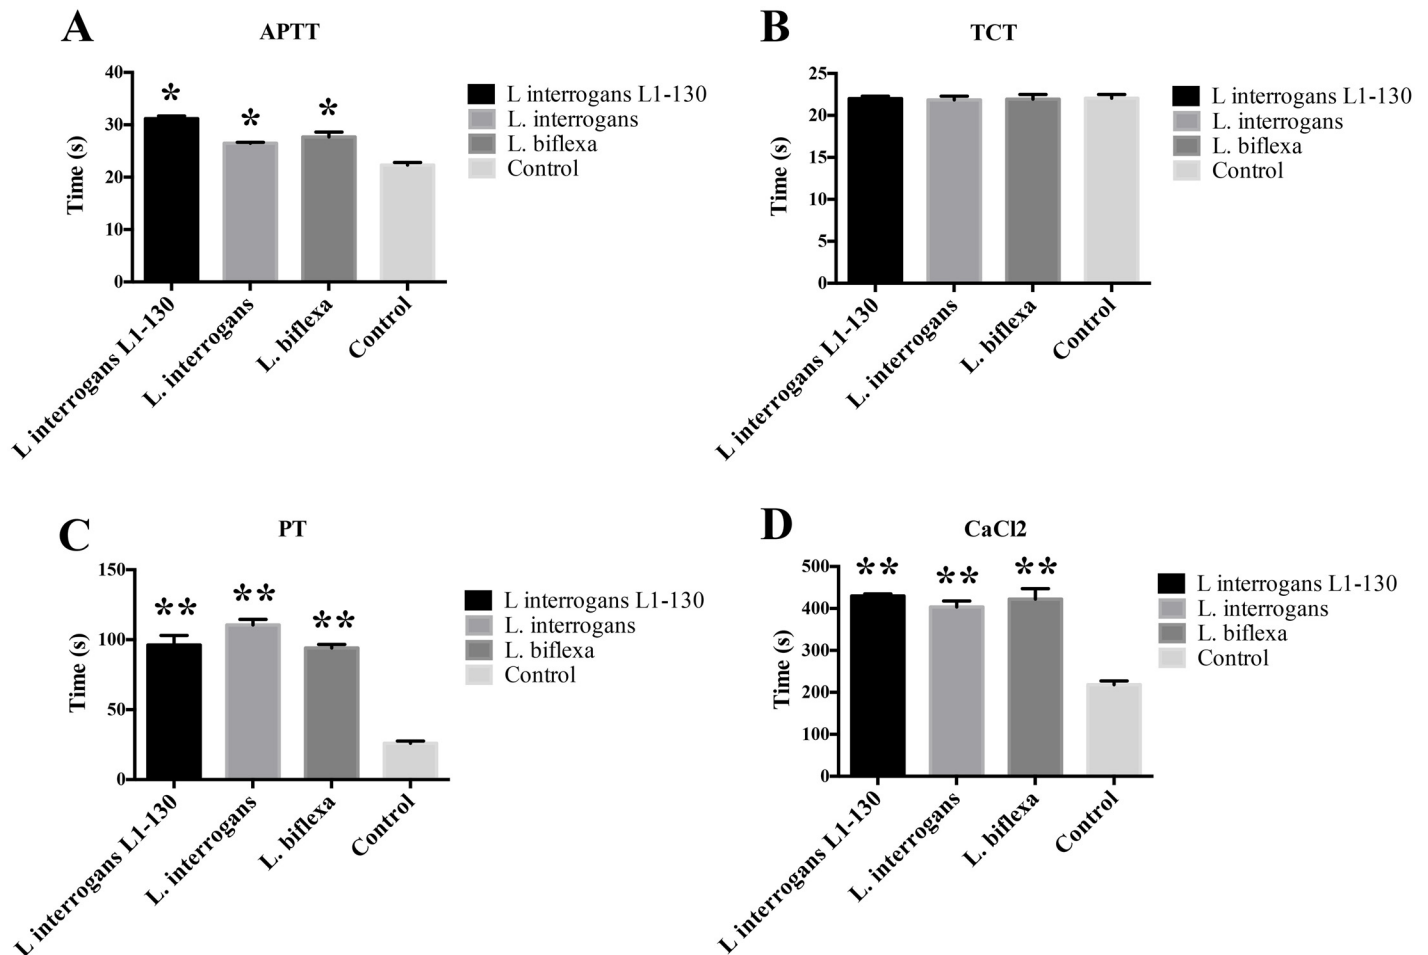 A
APTT
Time (s)
40
30
20
10
0
*
*
*
L interrogans L1-130
L. interrogans
L. biflexa
Control
L interrogans L1-130
L. interrogans
L. biflexa
Control
B
TCT
Time (s)
25
20
15
10
5
0
L interrogans L1-130
L. interrogans
L. biflexa
Control
L interrogans L1-130
L. interrogans
L. biflexa
Control
C
PT
Time (s)
150
100
50
0
**
**
**
L interrogans L1-130
L. interrogans
L. biflexa
Control
L interrogans L1-130
L. interrogans
L. biflexa
Control
D
CaCl2
Time (s)
500
400
300
200
100
0
**
**
**
L interrogans L1-130
L. interrogans
L. biflexa
Control
L interrogans L1-130
L. interrogans
L. biflexa
Control